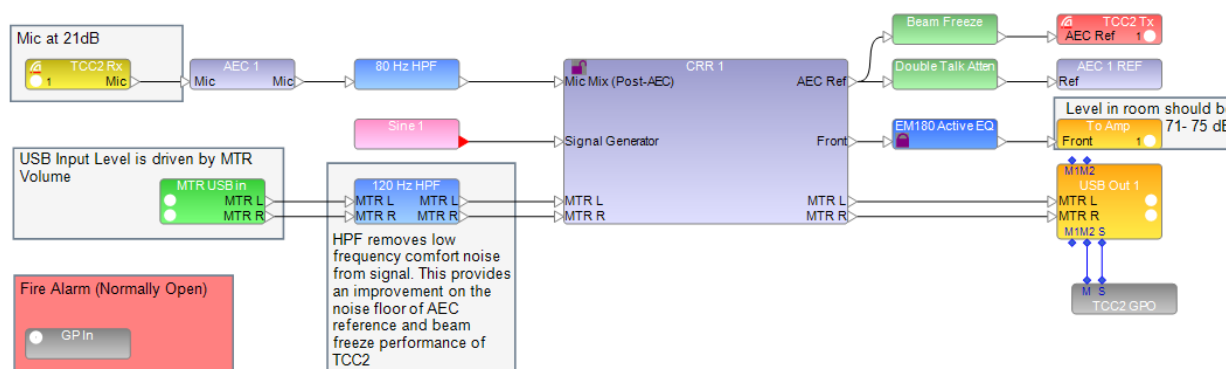 Mic at 21dB
TCC2 Rx
1 Mic
AEC 1
Mic Mic
80 Hz HPF
Sine 1
USB Input Level is driven by MTR
Volume
MTR USB in
MTR L
MTR R
120 Hz HPF
MTR L MTR L
MTR R MTR R
HPF removes low
frequency comfort noise
from signal. This provides
an improvement on the
noise floor of AEC
reference and beam
freeze performance of
TCC2
Fire Alarm (Normally Open)
GP In
CRR 1
Mic Mix (Post-AEC) AEC Ref
Signal Generator Front
MTR L MTR L
MTR R MTR R
Beam Freeze
TCC2 Tx
AEC Ref 1
Double Talk Atten
AEC 1 REF
Ref
Level in room should b
71- 75 dB
EM180 Active EQ
To Amp
Front 1
M1M2
USB Out 1
MTR L
MTR R
M1M2 S
M S
TCC2 GPO